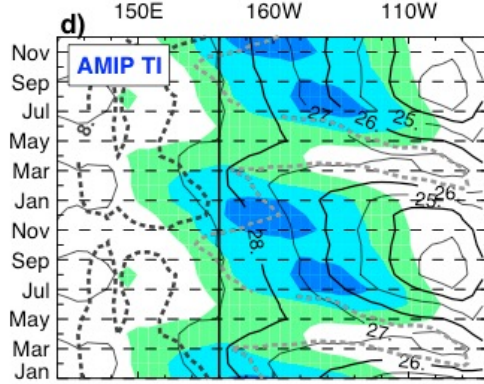 d)
150E 160W 110W
AMIP TI
Nov
Sep
Jul
May
Mar
Jan
Nov
Sep
Jul
May
Mar
Jan
8.
27.
26.
25.
26.
25.
28.
27.
26.